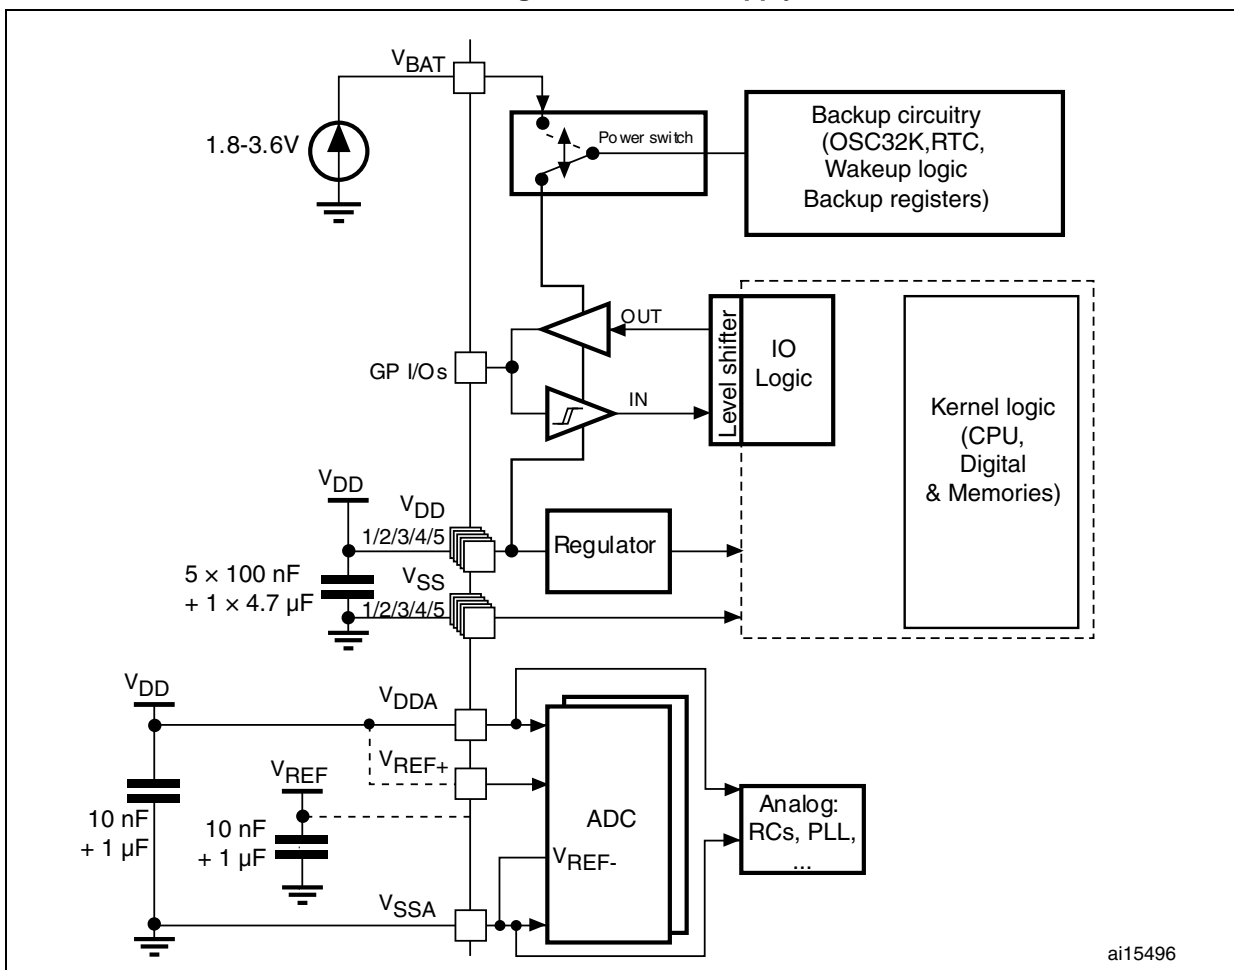 VBAT
1.8-3.6V
Power switch
Backup circuitry
(OSC32K,RTC,
Wakeup logic
Backup registers)
OUT
GP I/Os
IN
Level shifter
IO
Logic
Kernel logic
(CPU,
Digital
& Memories)
VDD
VDD
1/2/3/4/5
Regulator
5 × 100 nF
+ 1 × 4.7 µF
VSS
1/2/3/4/5
VDD
VDDA
VREF+
VREF
10 nF
+ 1 µF
10 nF
+ 1 µF
ADC
VREF-
Analog:
RCs, PLL,
...
VSSA
ai15496